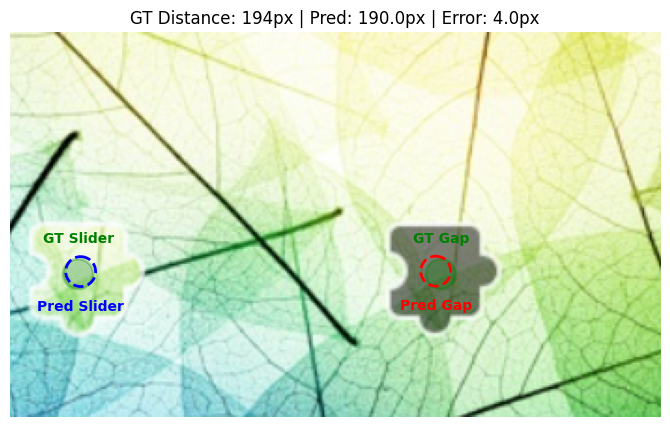 GT Distance: 194px | Pred: 190.0px | Error: 4.0px
GT Slider
GT Gap
Pred Slider
Pred Gap